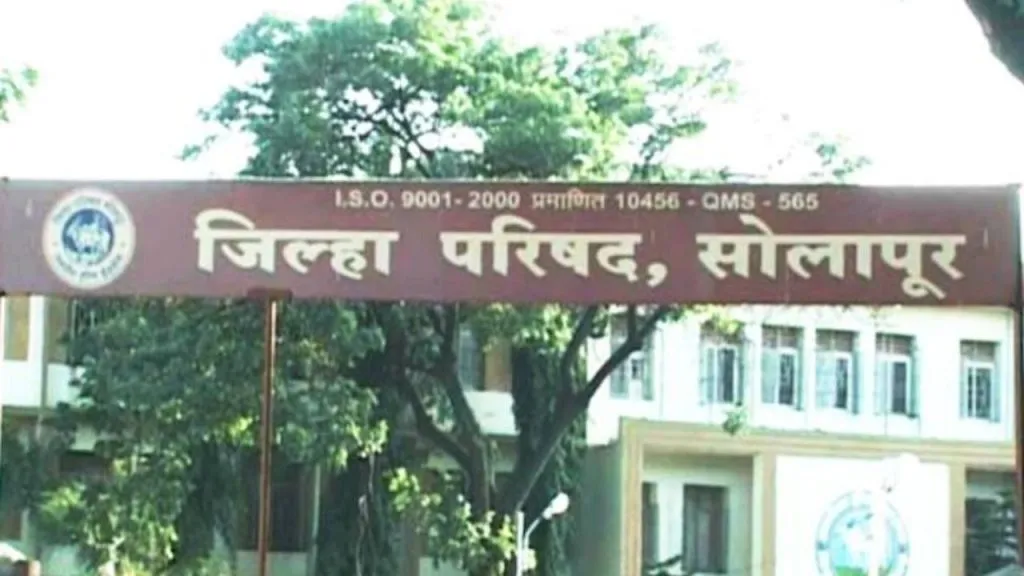 I.S.O. 9001-2000 प्रमाणित 10456 - QMS - 565
जिल्हा परिषद, सोलापूर